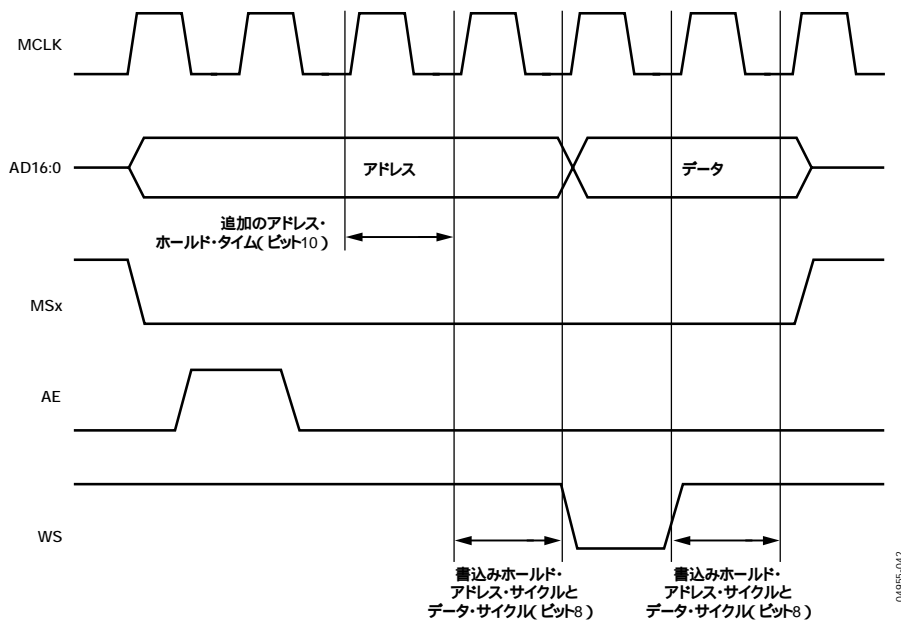 MCLK
AD16:0
アドレス
データ
追加のアドレス・
ホールド・タイム(ビット10)
MSx
AE
WS
書込みホールド・
アドレス・サイクルと
データ・サイクル(ビット8)
書込みホールド・
アドレス・サイクルと
データ・サイクル(ビット8)
04955-042